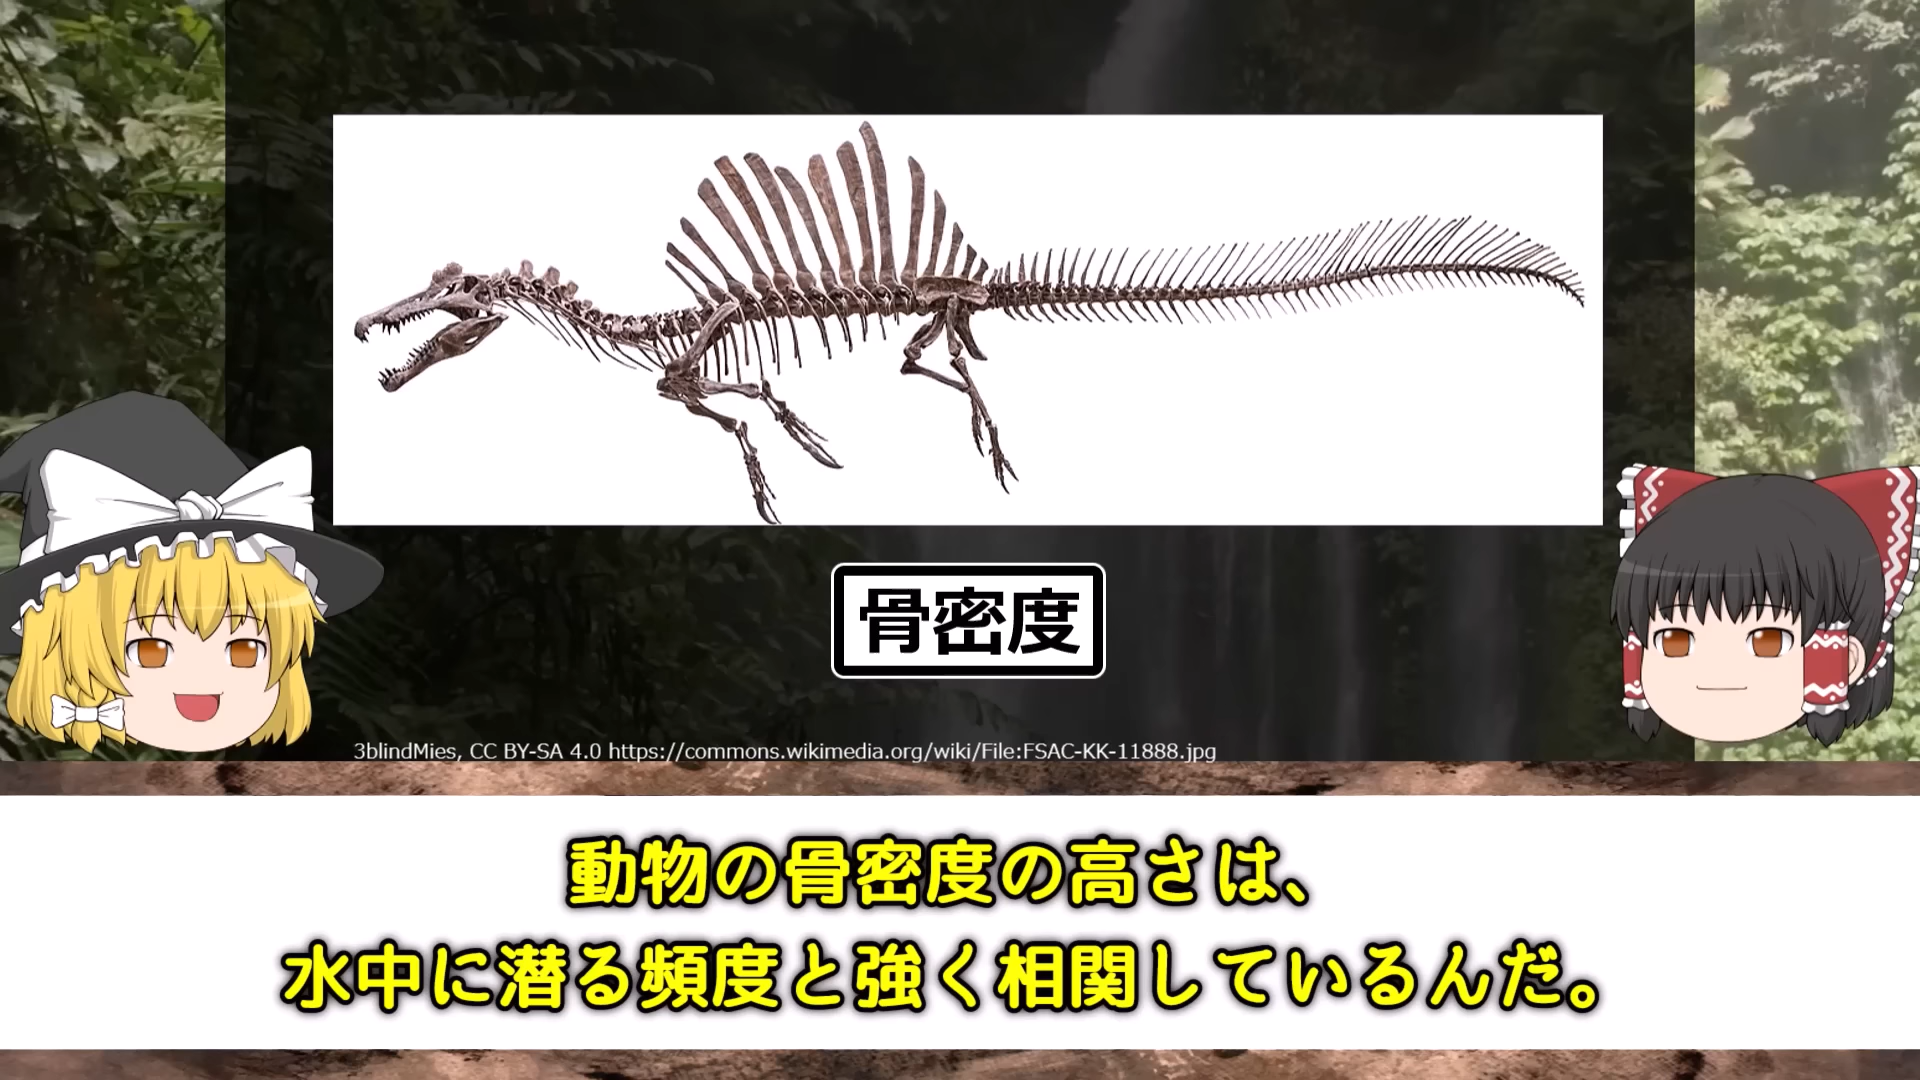 骨密度
3blindMies, CC BY-SA 4.0 https://commons.wikimedia.org/wiki/File:FSAC-KK-11888.jpg
動物の骨密度の高さは、
水中に潜る頻度と強く相関しているんだ。